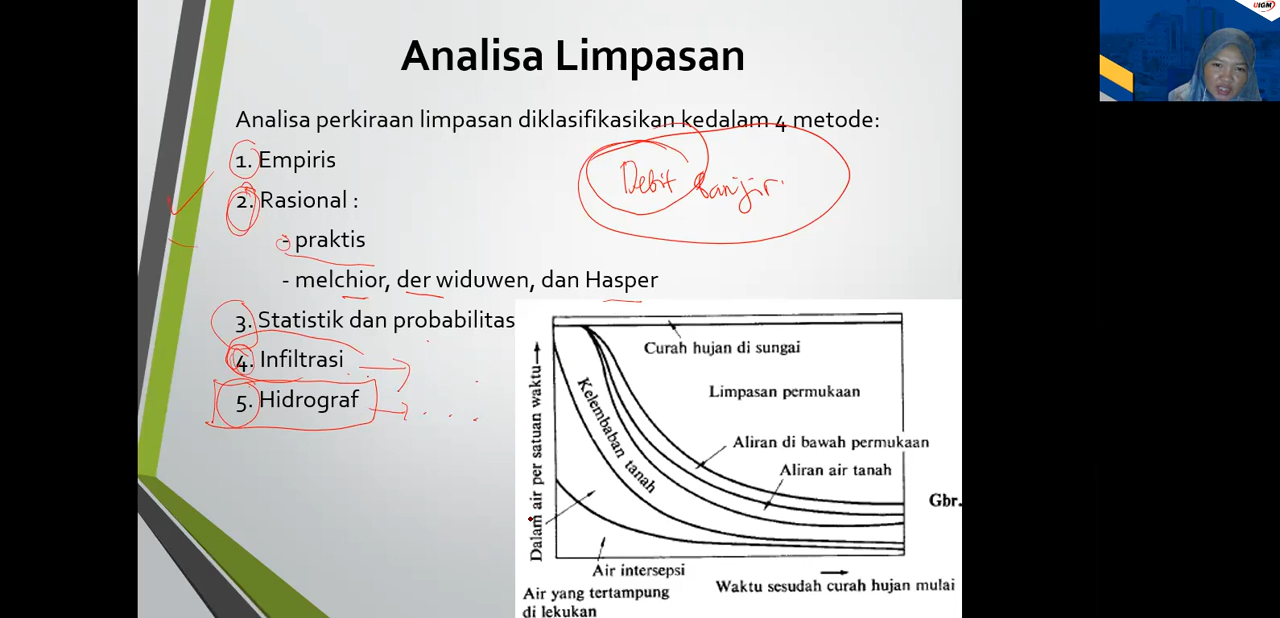 Analisa Limpasan
Analisa perkiraan limpasan diklasifikasikan kedalam 4 metode:
1. Empiris
2. Rasional :
- praktis
- melchior, der widuwen, dan Hasper
3. Statistik dan probabilitas
4. Infiltrasi
5. Hidrograf
Debit Banjir
Curah hujan di sungai
Limpasan permukaan
Aliran di bawah permukaan
Aliran air tanah
Kelembaban tanah
Dalam air per satuan waktu
Gbr.
Air intersepsi
Air yang tertampung
di lekukan
Waktu sesudah curah hujan mulai
UIGM